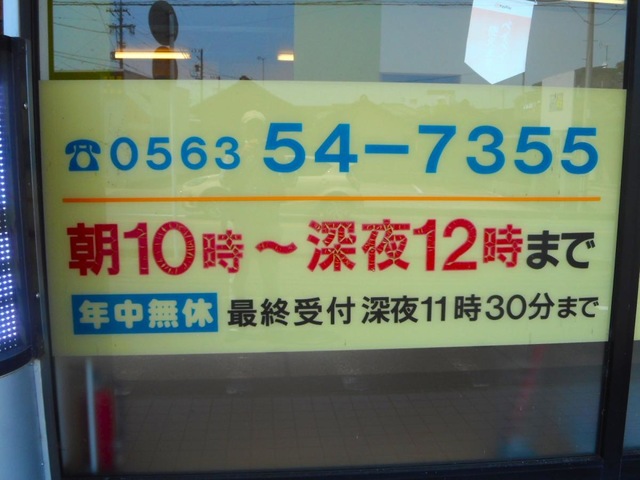 ☎0563 54-7355
朝10時～深夜12時まで
年中無休 最終受付 深夜11時30分まで